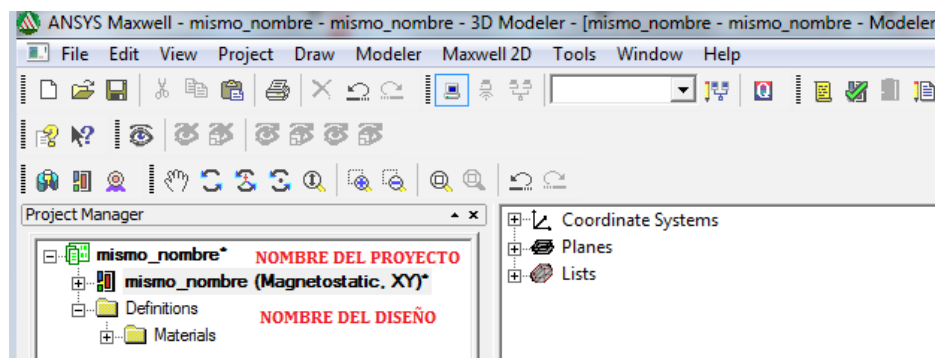 ANSYS Maxwell - mismo_nombre - mismo_nombre - 3D Modeler - [mismo_nombre - mismo_nombre - Modeler
File Edit View Project Draw Modeler Maxwell 2D Tools Window Help
Project Manager
mismo_nombre* NOMBRE DEL PROYECTO
mismo_nombre (Magnetostatic, XY)*
Definitions
NOMBRE DEL DISEÑO
Materials
Coordinate Systems
Planes
Lists